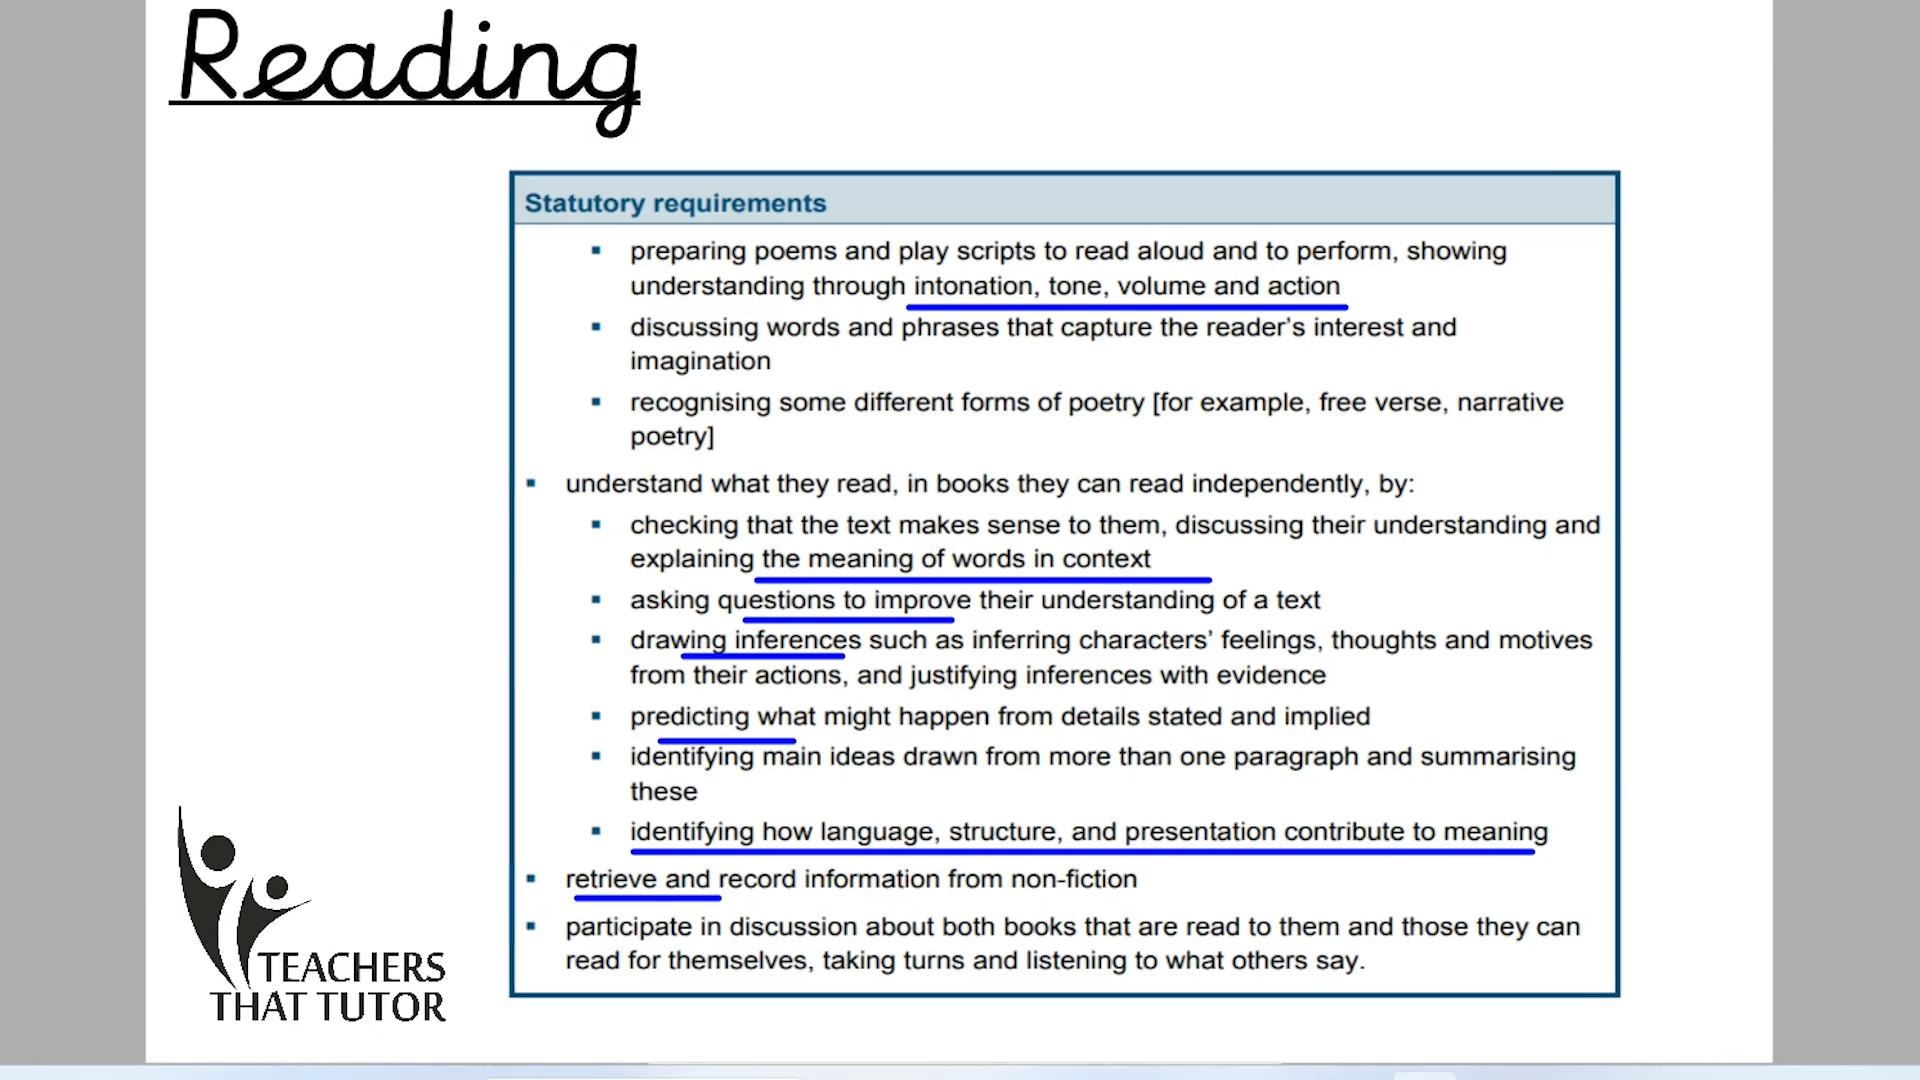 Reading
Statutory requirements
▪ preparing poems and play scripts to read aloud and to perform, showing
understanding through intonation, tone, volume and action
▪ discussing words and phrases that capture the reader’s interest and
imagination
▪ recognising some different forms of poetry [for example, free verse, narrative
poetry]
▪ understand what they read, in books they can read independently, by:
▪ checking that the text makes sense to them, discussing their understanding and
explaining the meaning of words in context
▪ asking questions to improve their understanding of a text
▪ drawing inferences such as inferring characters’ feelings, thoughts and motives
from their actions, and justifying inferences with evidence
▪ predicting what might happen from details stated and implied
▪ identifying main ideas drawn from more than one paragraph and summarising
these
▪ identifying how language, structure, and presentation contribute to meaning
▪ retrieve and record information from non-fiction
▪ participate in discussion about both books that are read to them and those they can
read for themselves, taking turns and listening to what others say.
TEACHERS
THAT TUTOR